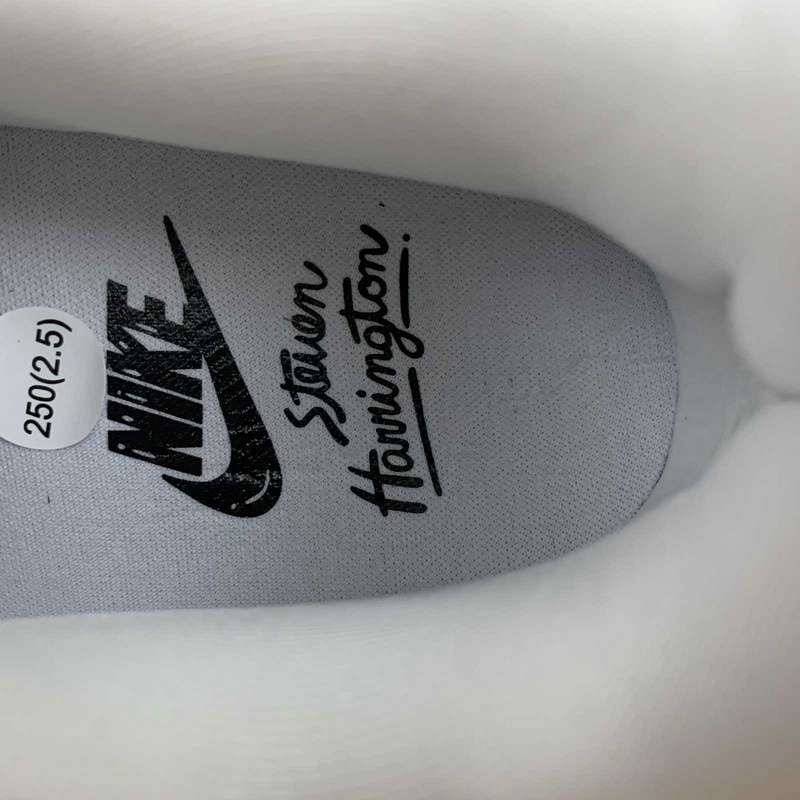 250(2.5)
NIKE
Steven
Harrington.